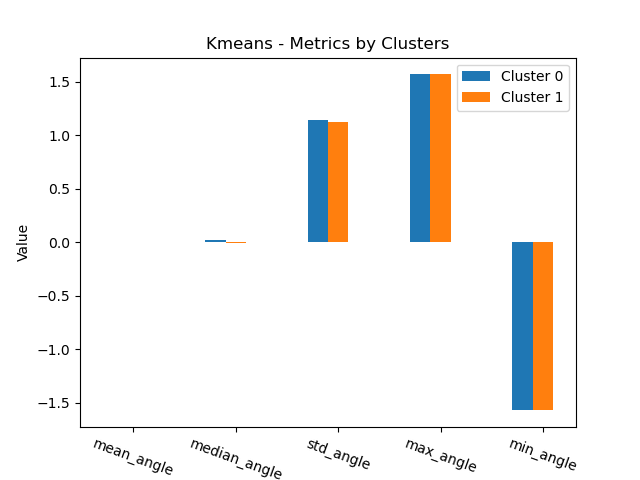 Kmeans - Metrics by Clusters
Cluster 0
Cluster 1
1.5
1.0
0.5
0.0
−0.5
−1.0
−1.5
Value
mean_angle
median_angle
std_angle
max_angle
min_angle